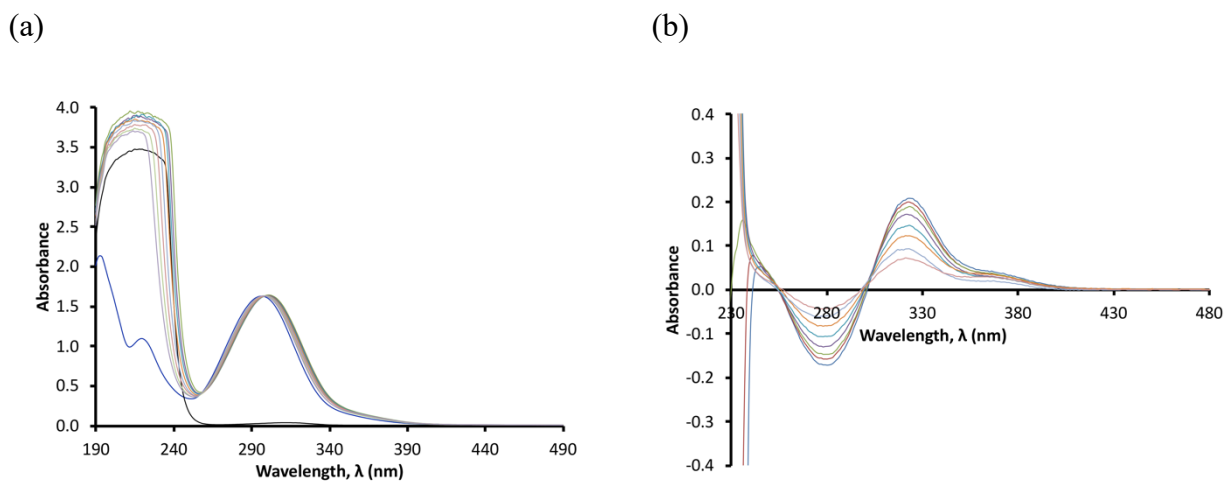 (a)
(b)
4.0
3.5
3.0
2.5
2.0
1.5
1.0
0.5
0.0
Absorbance
190 240 290 340 390 440 490
Wavelength, λ (nm)
0.4
0.3
0.2
0.1
0.0
-0.1
-0.2
-0.3
-0.4
Absorbance
230 280 330 380 430 480
Wavelength, λ (nm)